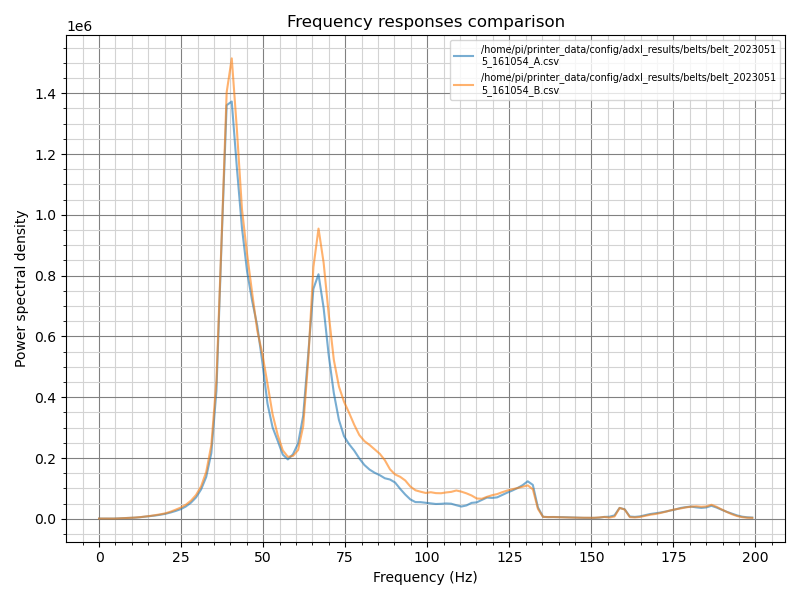 Frequency responses comparison
1e6
/home/pi/printer_data/config/adxl_results/belts/belt_2023051
5_161054_A.csv
/home/pi/printer_data/config/adxl_results/belts/belt_2023051
5_161054_B.csv
1.4
1.2
1.0
0.8
0.6
0.4
0.2
0.0
Power spectral density
0 25 50 75 100 125 150 175 200
Frequency (Hz)